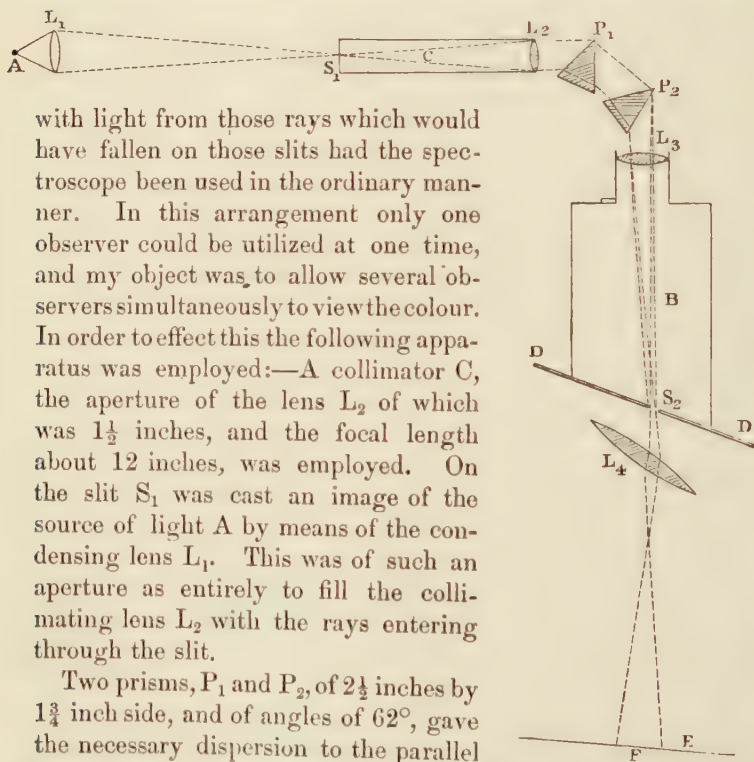 L₁
A
S₁
C
L₂
P₁
P₂
L₃
B
D
S₂
D
L₄
F
E
with light from those rays which would
have fallen on those slits had the spec-
troscope been used in the ordinary man-
ner. In this arrangement only one
observer could be utilized at one time,
and my object was to allow several ob-
servers simultaneously to view the colour.
In order to effect this the following appa-
ratus was employed:—A collimator C,
the aperture of the lens L₂ of which
was 1½ inches, and the focal length
about 12 inches, was employed. On
the slit S₁ was cast an image of the
source of light A by means of the con-
densing lens L₁. This was of such an
aperture as entirely to fill the colli-
mating lens L₂ with the rays entering
through the slit.
Two prisms, P₁ and P₂, of 2½ inches by
1¾ inch side, and of angles of 62°, gave
the necessary dispersion to the parallel